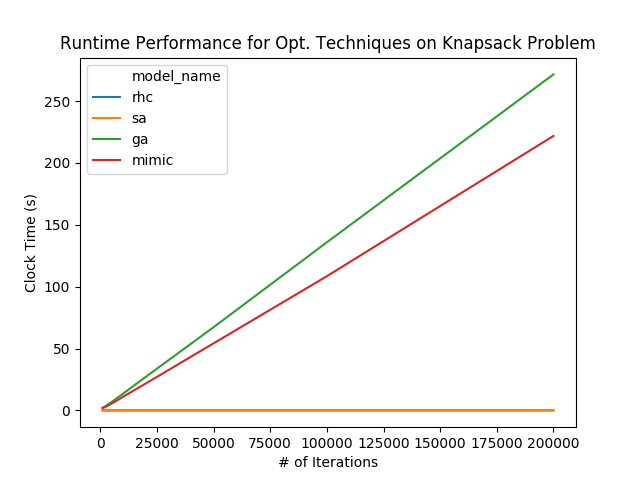 Runtime Performance for Opt. Techniques on Knapsack Problem
model_name
rhc
sa
ga
mimic
250
200
150
100
50
0
Clock Time (s)
0 25000 50000 75000 100000 125000 150000 175000 200000
# of Iterations